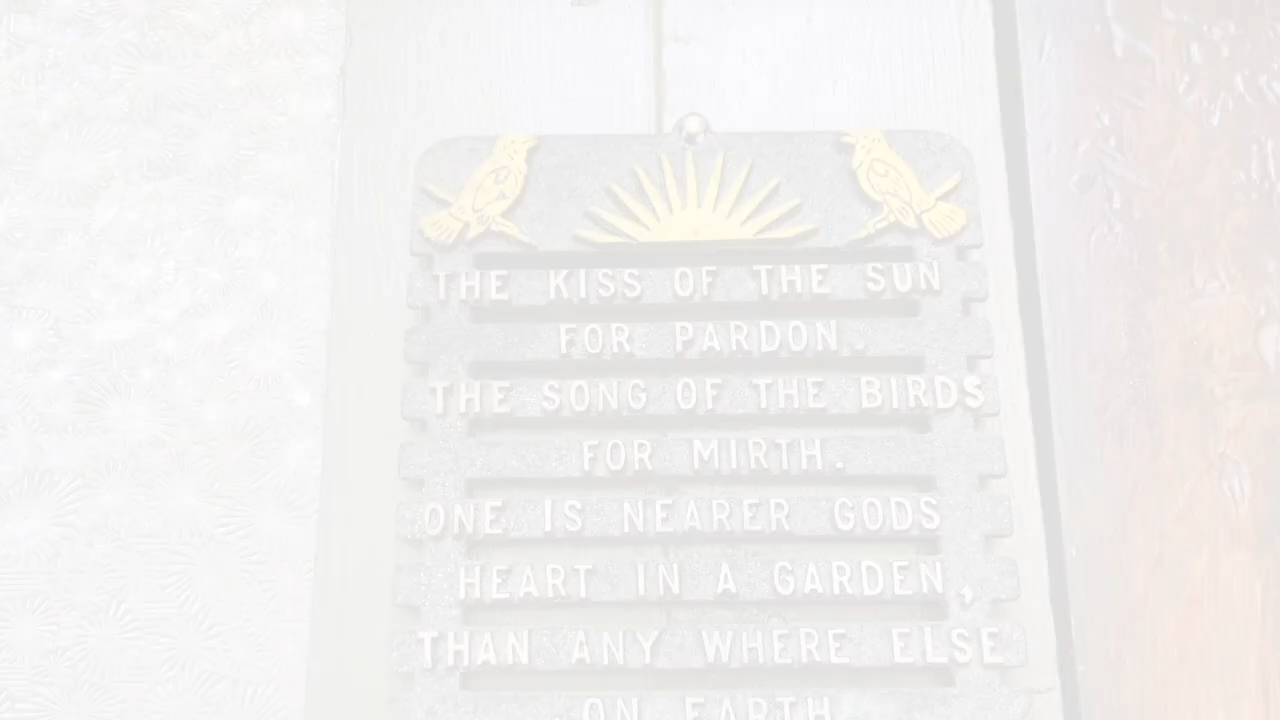 THE KISS OF THE SUN
FOR PARDON.
THE SONG OF THE BIRDS
FOR MIRTH.
ONE IS NEARER GODS
HEART IN A GARDEN,
THAN ANY WHERE ELSE
ON EARTH